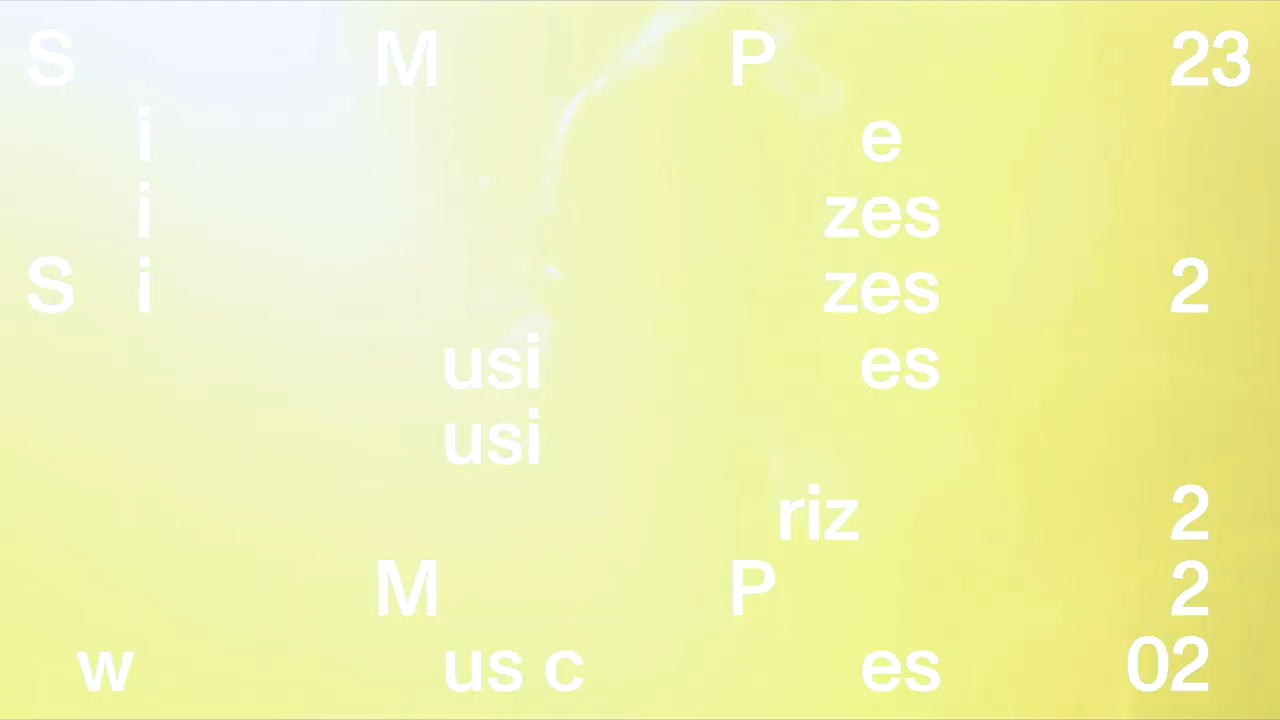 S M P 23
i e
i zes
S i zes 2
usi es
usi
riz 2
M P 2
w us c es 02